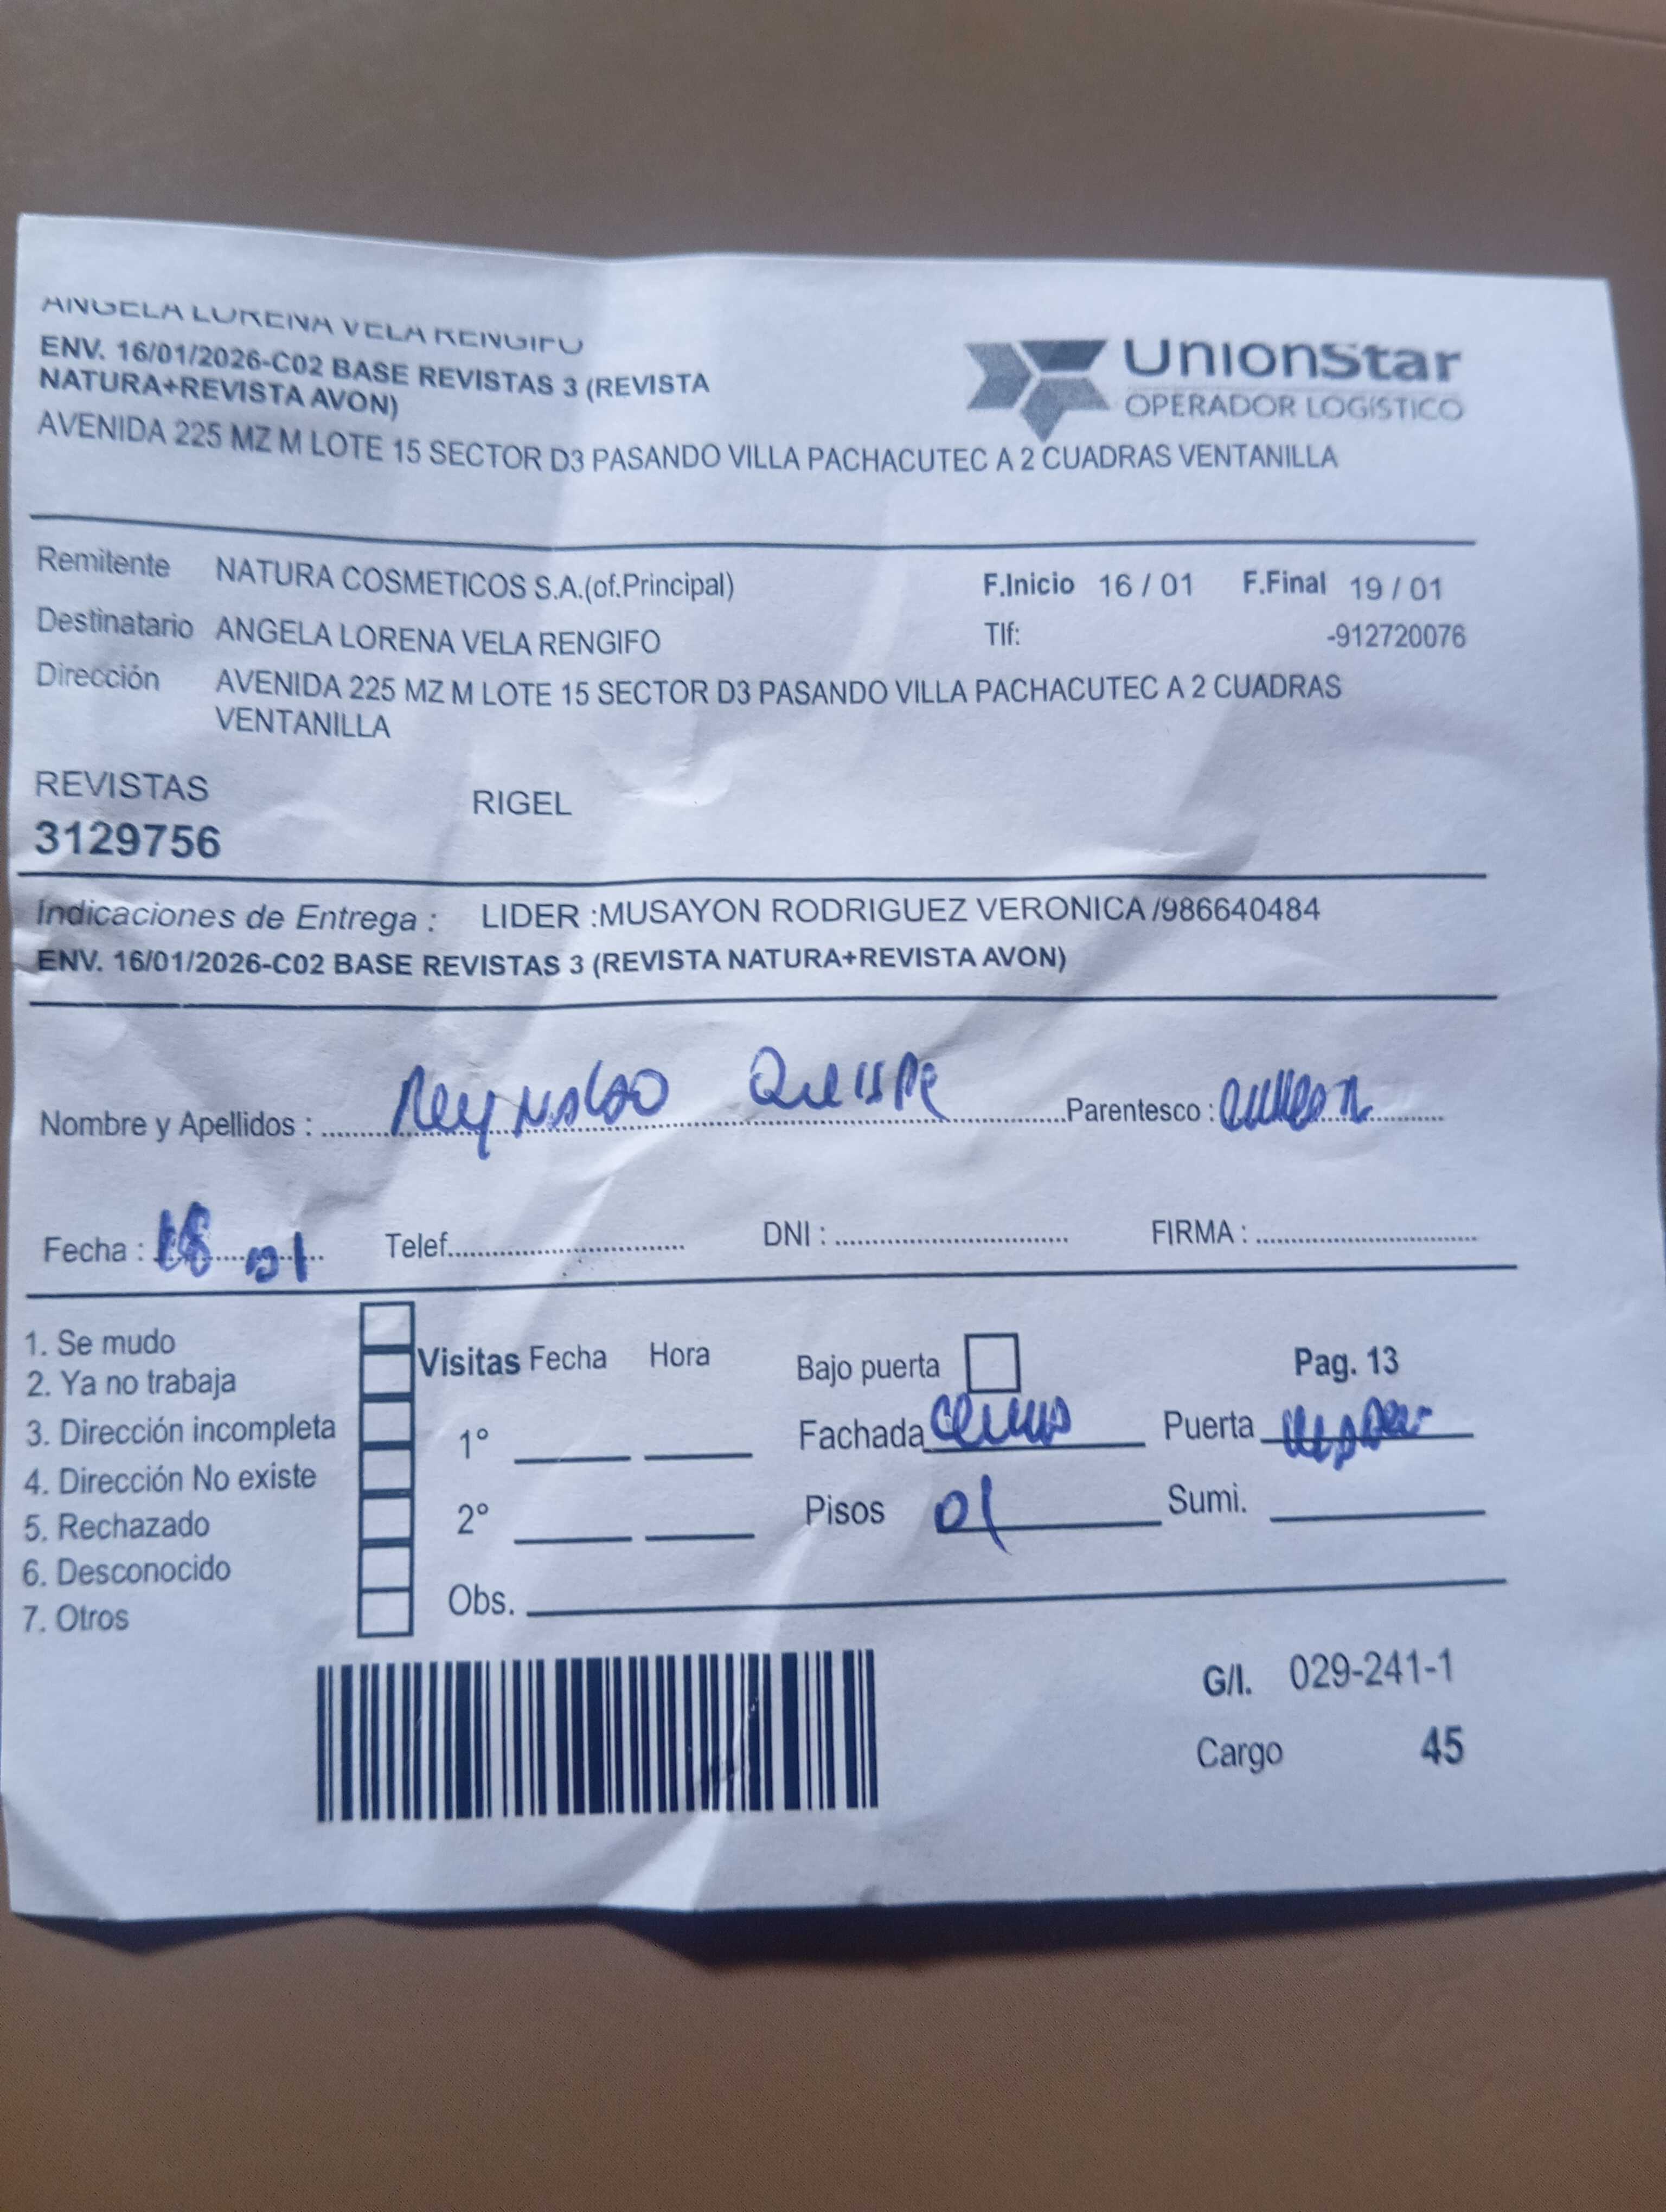 ANGELA LORENA VELA RENGIFO
ENV. 16/01/2026-C02 BASE REVISTAS 3 (REVISTA
NATURA+REVISTA AVON)
UnionStar
OPERADOR LOGÍSTICO
AVENIDA 225 MZ M LOTE 15 SECTOR D3 PASANDO VILLA PACHACUTEC A 2 CUADRAS VENTANILLA
Remitente NATURA COSMETICOS S.A.(of.Principal) F.Inicio 16 / 01 F.Final 19 / 01
Destinatario ANGELA LORENA VELA RENGIFO Tlf: -912720076
Dirección AVENIDA 225 MZ M LOTE 15 SECTOR D3 PASANDO VILLA PACHACUTEC A 2 CUADRAS
VENTANILLA
REVISTAS RIGEL
3129756
Indicaciones de Entrega : LIDER :MUSAYON RODRIGUEZ VERONICA /986640484
ENV. 16/01/2026-C02 BASE REVISTAS 3 (REVISTA NATURA+REVISTA AVON)
Nombre y Apellidos : Reynaldo Quispe Parentesco :
Fecha : 18 01 Telef. DNI : FIRMA :
1. Se mudo
2. Ya no trabaja
3. Dirección incompleta
4. Dirección No existe
5. Rechazado
6. Desconocido
7. Otros
Visitas Fecha Hora
1°
2°
Obs.
Bajo puerta Pag. 13
Fachada Puerta
Pisos 01 Sumi.
G/I. 029-241-1
Cargo 45